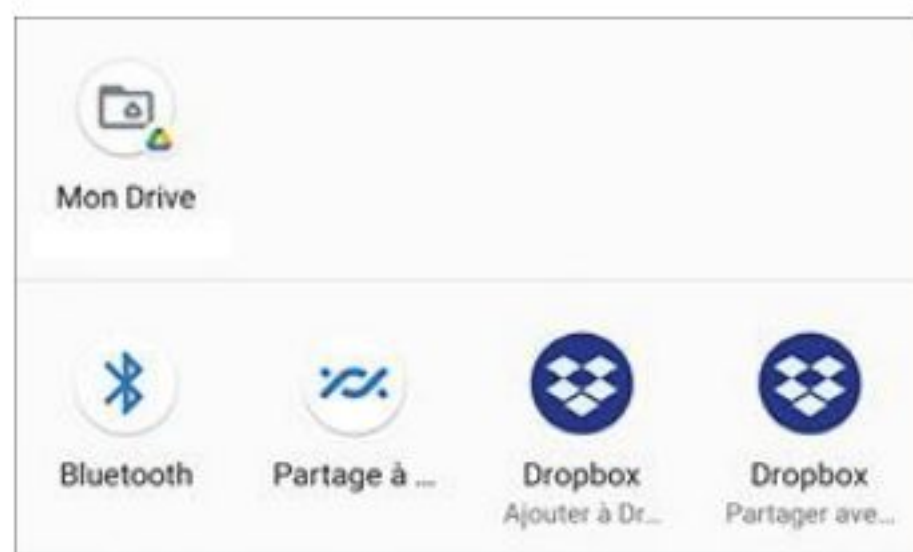 Mon Drive
Bluetooth
Partage à ...
Dropbox
Ajouter à Dr...
Dropbox
Partager ave...